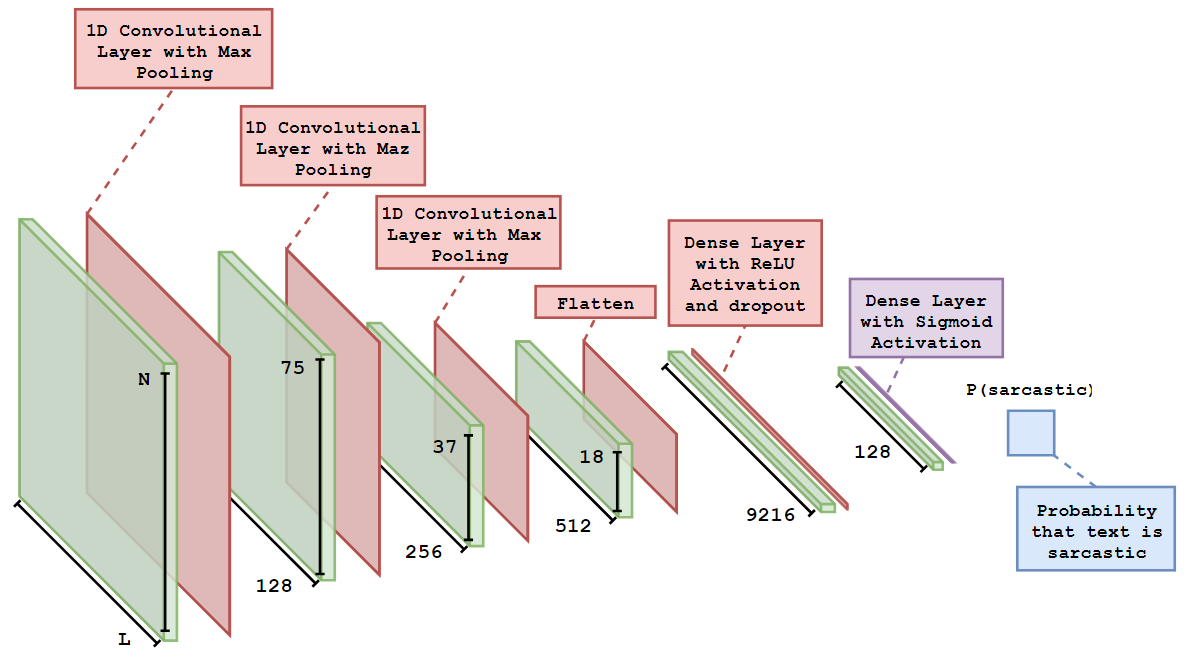 1D Convolutional
Layer with Max
Pooling
1D Convolutional
Layer with Maz
Pooling
1D Convolutional
Layer with Max
Pooling
Flatten
Dense Layer
with ReLU
Activation
and dropout
Dense Layer
with Sigmoid
Activation
P(sarcastic)
Probability
that text is
sarcastic
N
L
75
128
37
256
18
512
9216
128